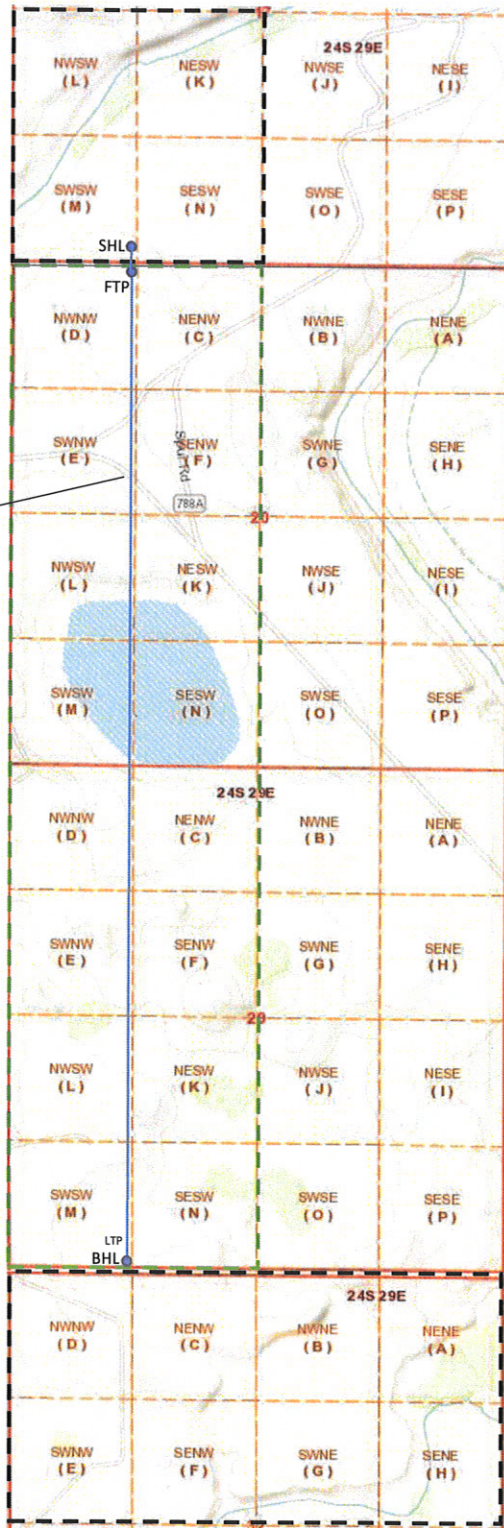 24S 29E
NWSW NESW NWSE NESE
(L) (K) (J) (I)
SWSW SESW SWSE SESE
(M) (N) (O) (P)
SHL
FTP
NWNW NENW NWNE NENE
(D) (C) (B) (A)
SWNW SENW SWNE SENE
(E) (F) (G) (H)
Spur Rd
788A
20
NWSW NESW NWSE NESE
(L) (K) (J) (I)
SWSW SESW SWSE SESE
(M) (N) (O) (P)
24S 29E
NWNW NENW NWNE NENE
(D) (C) (B) (A)
SWNW SENW SWNE SENE
(E) (F) (G) (H)
29
NWSW NESW NWSE NESE
(L) (K) (J) (I)
SWSW SESW SWSE SESE
(M) (N) (O) (P)
LTP
BHL
24S 29E
NWNW NENW NWNE NENE
(D) (C) (B) (A)
SWNW SENW SWNE SENE
(E) (F) (G) (H)